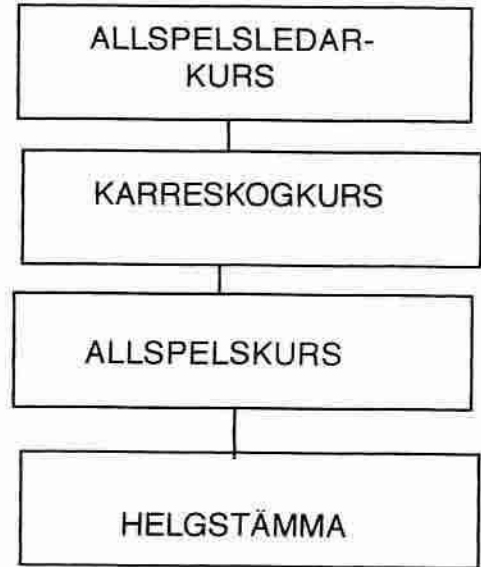 ALLSPELSLEDAR-
KURS
KARRESKOGKURS
ALLSPELSKURS
HELGSTÄMMA